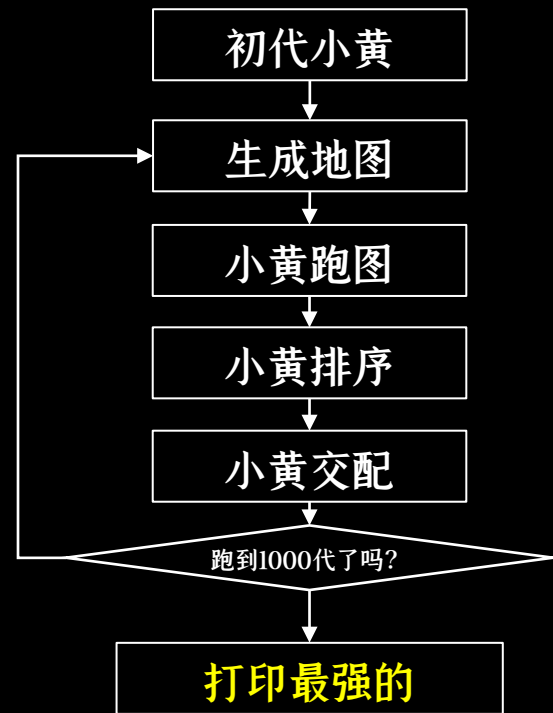 初代小黄
生成地图
小黄跑图
小黄排序
小黄交配
跑到1000代了吗?
打印最强的